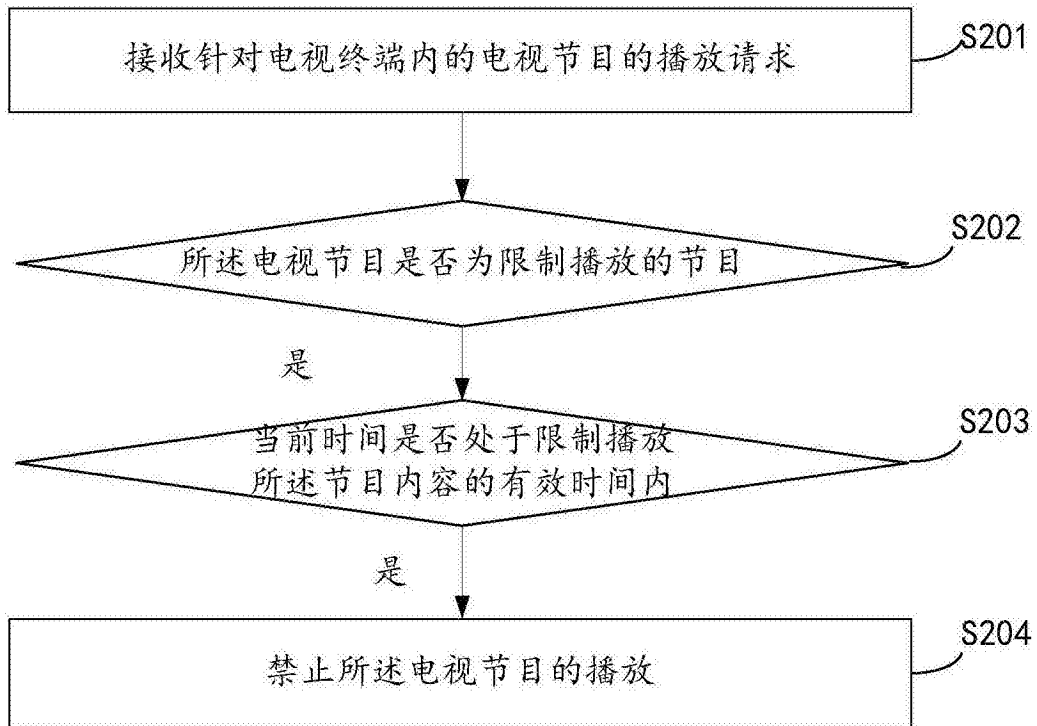 接收针对电视终端内的电视节目的播放请求
S201
所述电视节目是否为限制播放的节目
S202
是
当前时间是否处于限制播放
所述节目内容的有效时间内
S203
是
禁止所述电视节目的播放
S204